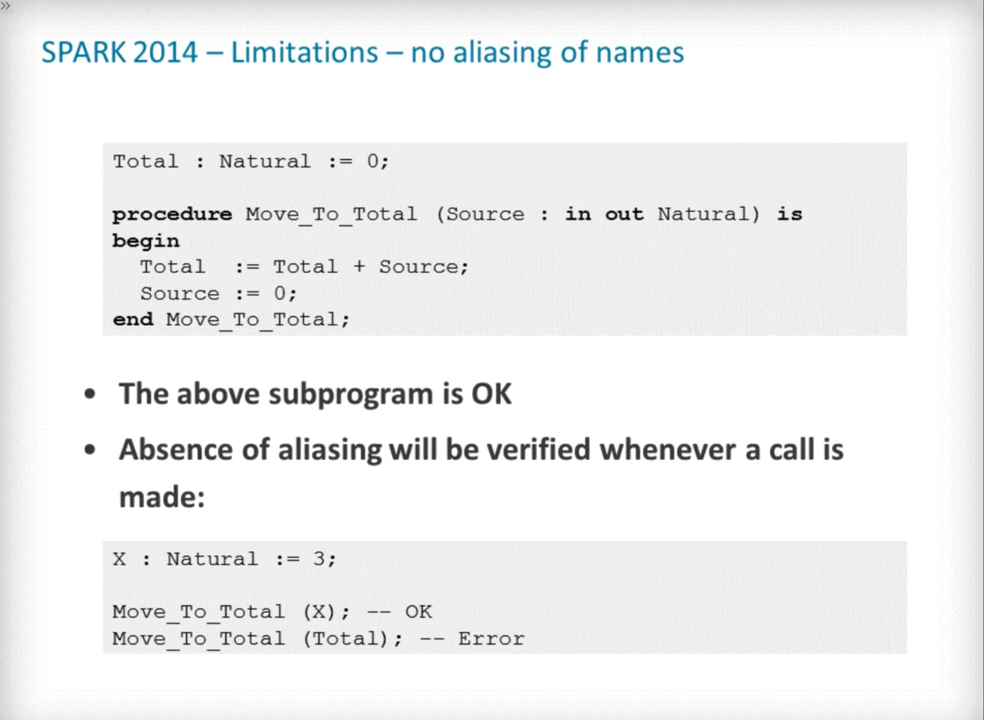 »
SPARK 2014 – Limitations – no aliasing of names
Total : Natural := 0;
procedure Move_To_Total (Source : in out Natural) is
begin
Total  := Total + Source;
Source := 0;
end Move_To_Total;
• The above subprogram is OK
• Absence of aliasing will be verified whenever a call is
made:
X : Natural := 3;
Move_To_Total (X); -- OK
Move_To_Total (Total); -- Error